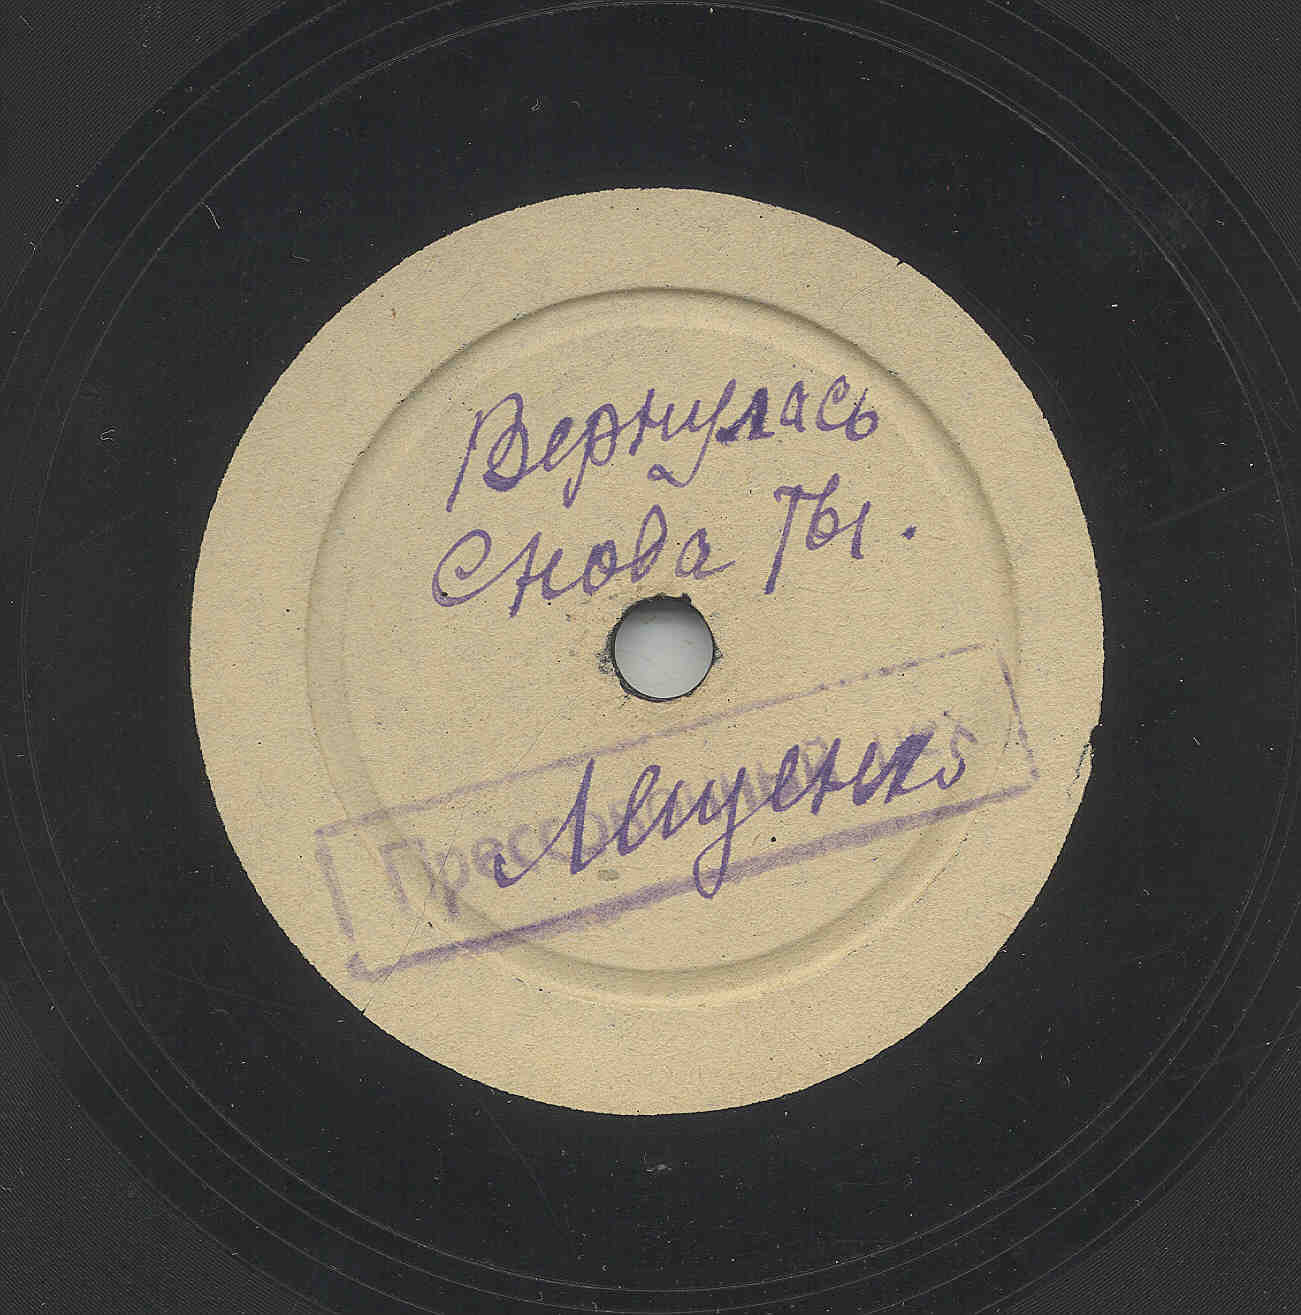 Вернулась
Снова ты.
Лещенко